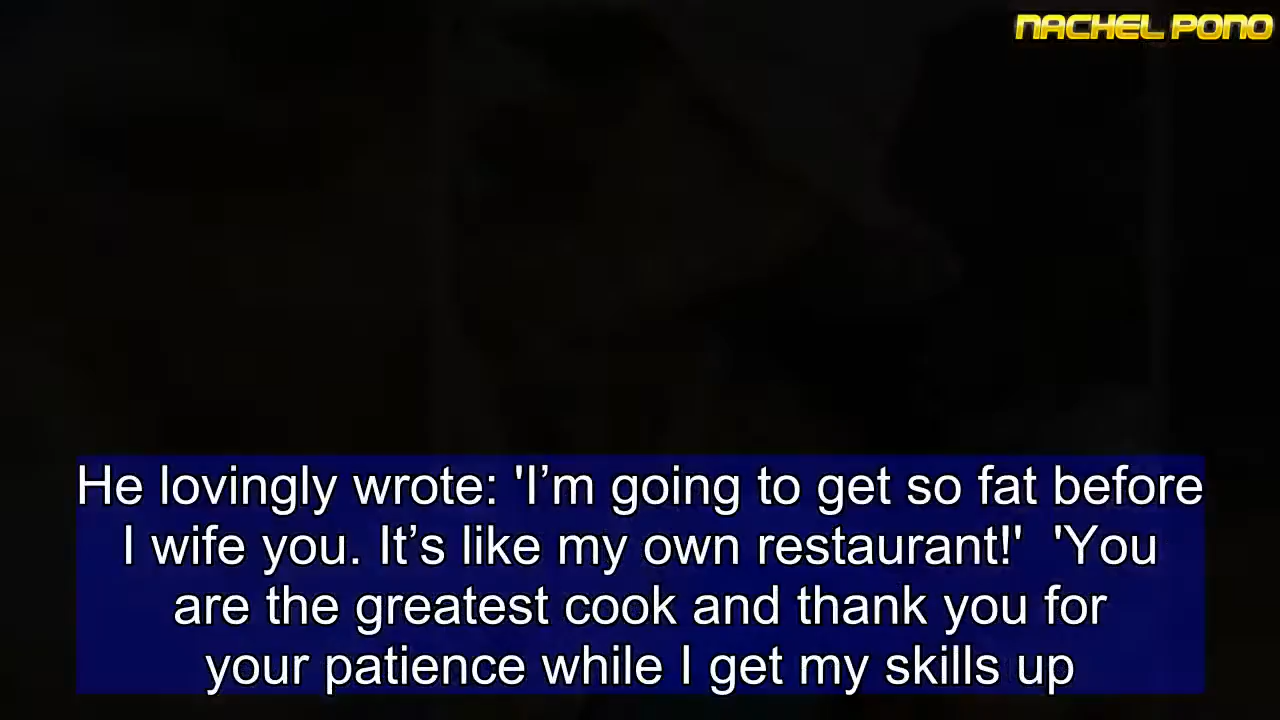 NACHEL PONO
He lovingly wrote: 'I’m going to get so fat before
I wife you. It’s like my own restaurant!'  'You
are the greatest cook and thank you for
your patience while I get my skills up